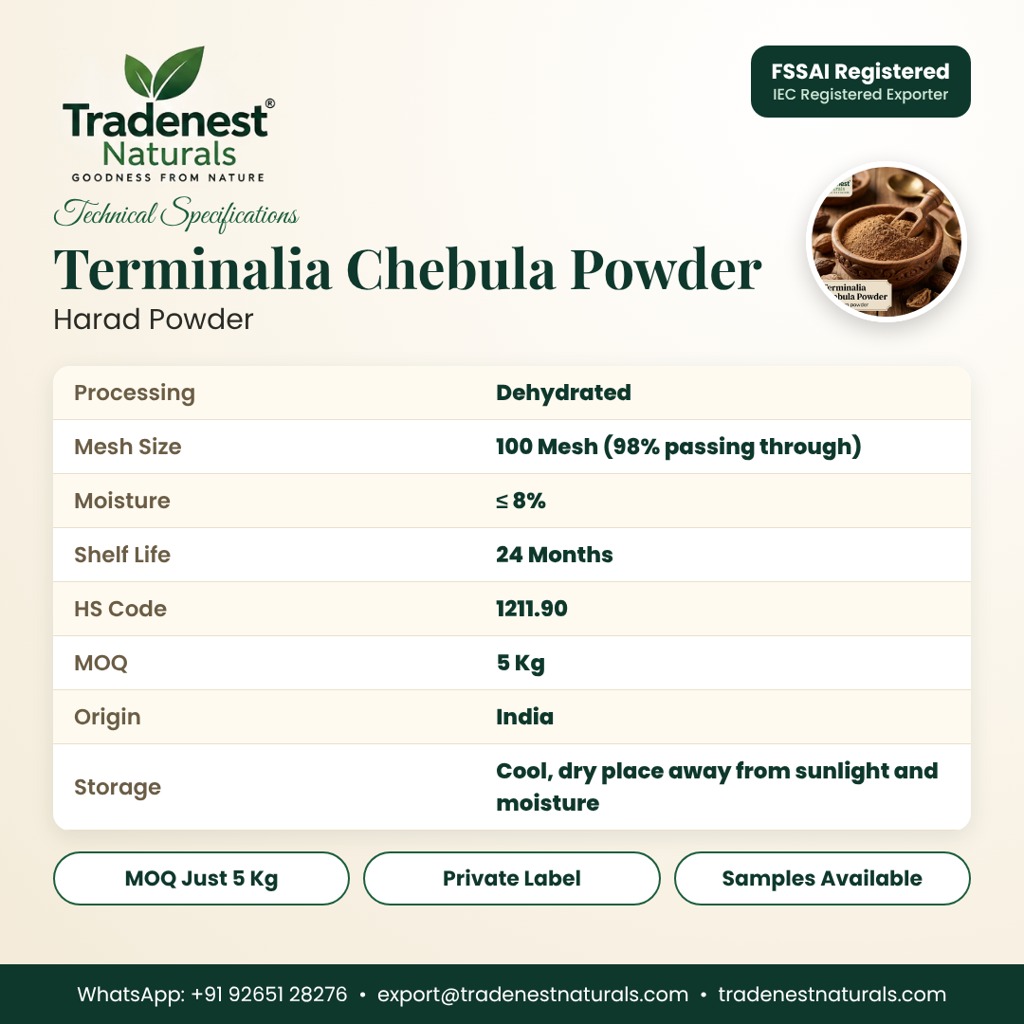 Tradenest®
Naturals
GOODNESS FROM NATURE
FSSAI Registered
IEC Registered Exporter
Technical Specifications
Terminalia Chebula Powder
Harad Powder
Processing Dehydrated
Mesh Size 100 Mesh (98% passing through)
Moisture ≤ 8%
Shelf Life 24 Months
HS Code 1211.90
MOQ 5 Kg
Origin India
Storage Cool, dry place away from sunlight and
moisture
MOQ Just 5 Kg Private Label Samples Available
WhatsApp: +91 92651 28276 • export@tradenestnaturals.com • tradenestnaturals.com